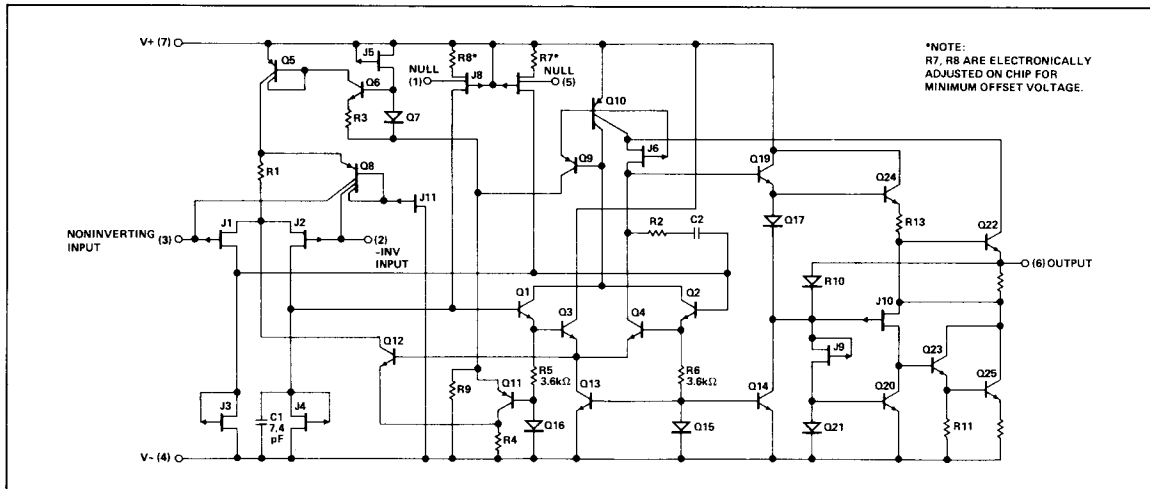 V+ (7)
Q5
J5
Q6
R3
Q7
R8*
NULL
(1)
J8
R7*
NULL
(5)
Q10
*NOTE:
R7, R8 ARE ELECTRONICALLY
ADJUSTED ON CHIP FOR
MINIMUM OFFSET VOLTAGE.
R1
Q8
J11
Q9
J6
Q19
Q24
R13
Q22
J1
J2
NONINVERTING
INPUT
(3)
(2)
-INV
INPUT
R2
C2
Q17
(6) OUTPUT
R10
Q1
Q2
Q3
Q4
J10
Q12
J9
Q23
Q25
R9
Q11
R5
3.6kΩ
Q13
R6
3.6kΩ
Q14
Q20
J3
C1
7.4
pF
J4
R4
Q16
Q15
Q21
R11
V- (4)